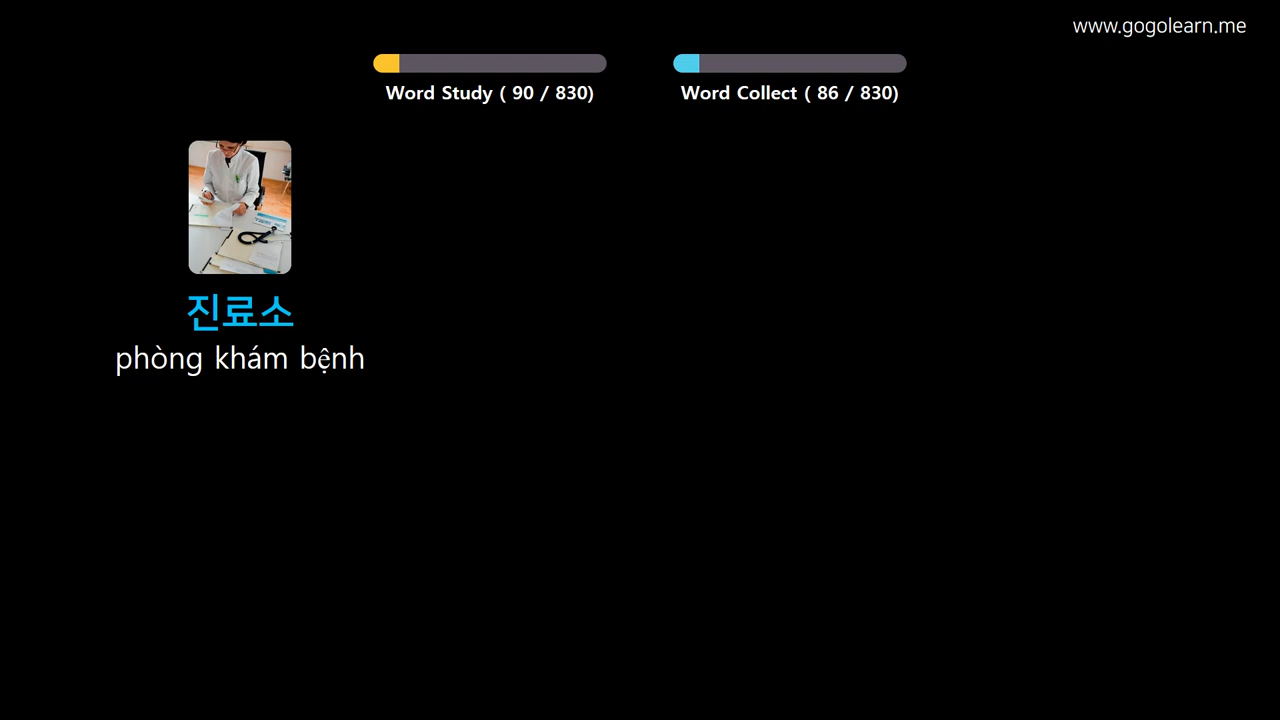 www.gogolearn.me
Word Study ( 90 / 830)
Word Collect ( 86 / 830)
진료소
phòng khám bệnh